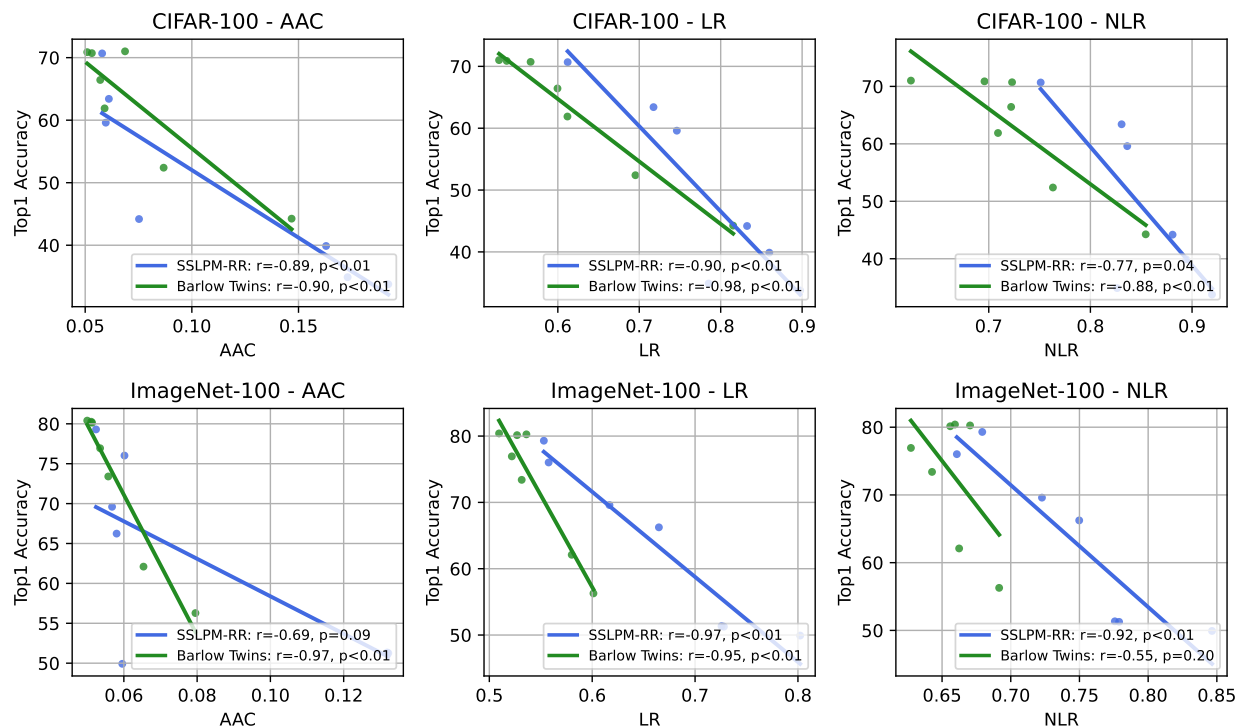 CIFAR-100 - AAC
Top1 Accuracy
70
60
50
40
0.05
0.10
0.15
AAC
SSLPM-RR: r=-0.89, p<0.01
Barlow Twins: r=-0.90, p<0.01
CIFAR-100 - LR
Top1 Accuracy
70
60
50
40
0.6
0.7
0.8
0.9
LR
SSLPM-RR: r=-0.90, p<0.01
Barlow Twins: r=-0.98, p<0.01
CIFAR-100 - NLR
Top1 Accuracy
70
60
50
40
0.7
0.8
0.9
NLR
SSLPM-RR: r=-0.77, p=0.04
Barlow Twins: r=-0.88, p<0.01
ImageNet-100 - AAC
Top1 Accuracy
80
75
70
65
60
55
50
0.06
0.08
0.10
0.12
AAC
SSLPM-RR: r=-0.69, p=0.09
Barlow Twins: r=-0.97, p<0.01
ImageNet-100 - LR
Top1 Accuracy
80
70
60
50
0.5
0.6
0.7
0.8
LR
SSLPM-RR: r=-0.97, p<0.01
Barlow Twins: r=-0.95, p<0.01
ImageNet-100 - NLR
Top1 Accuracy
80
70
60
50
0.65
0.70
0.75
0.80
0.85
NLR
SSLPM-RR: r=-0.92, p<0.01
Barlow Twins: r=-0.55, p=0.20